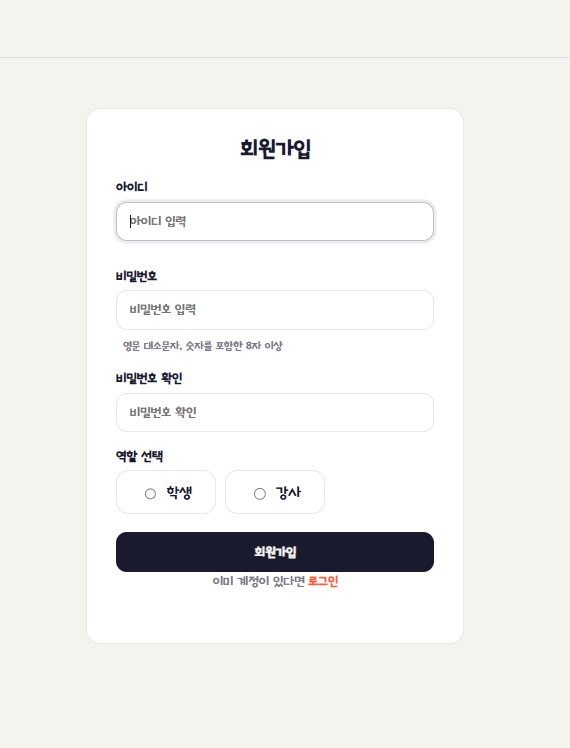 회원가입
아이디
아이디 입력
비밀번호
비밀번호 입력
영문 대소문자, 숫자를 포함한 8자 이상
비밀번호 확인
비밀번호 확인
역할 선택
학생 강사
회원가입
이미 계정이 있다면 로그인